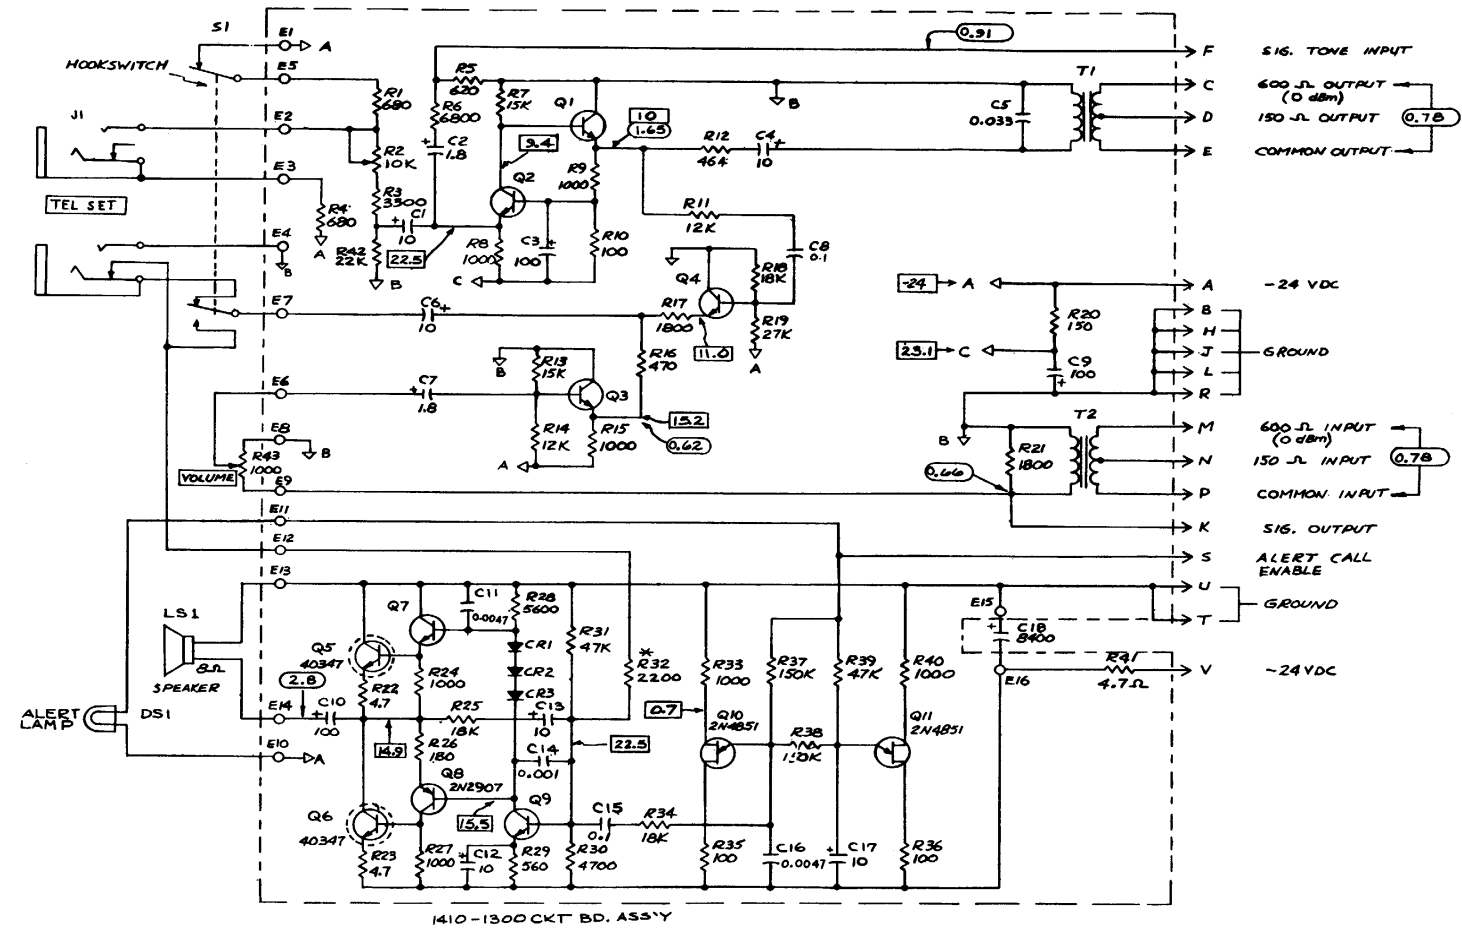 S1
E1
A
0.91
F
SIG. TONE INPUT
HOOKSWITCH
E5
R5
620
T1
C
600 Ω OUTPUT
(0 dBm)
R1
680
R6
6800
R7
15K
Q1
B
C5
0.033
10
1.65
0.78
D
150 Ω OUTPUT
J1
E2
C2
1.8
9.4
R12
464
C4
10
E
COMMON OUTPUT
R2
10K
E3
R9
1000
Q2
TEL SET
R3
3300
R4
680
C1
10
R11
12K
E4
B
A
R42
22K
22.5
R8
1000
C3
100
R10
100
C8
0.1
B
C
Q4
R18
18K
-24
A
A
-24 VDC
E7
C6
10
R17
1800
R19
27K
R20
150
B
H
11.0
A
23.1
C
J
GROUND
B
R13
15K
R16
470
C9
100
L
E6
C7
1.8
Q3
R
15.2
T2
E8
B
R14
12K
R15
1000
0.62
B
M
600 Ω INPUT
(0 dBm)
R43
1000
A
R21
1800
0.78
N
150 Ω INPUT
VOLUME
0.66
E9
P
COMMON INPUT
E11
K
SIG. OUTPUT
E12
S
ALERT CALL
ENABLE
E13
U
LS1
Q7
C11
0.0047
R28
5600
E15
GROUND
T
R31
47K
C18
8400
Q5
40347
CR1
*
R32
2200
CR2
R33
1000
R37
150K
R39
47K
R40
1000
R41
4.7Ω
V
-24VDC
8Ω
SPEAKER
2.8
R24
1000
R22
4.7
CR3
E16
ALERT
LAMP
DS1
E14
C10
100
R25
18K
C13
10
0.7
Q10
2N4851
Q11
2N4851
E10
A
14.9
R26
180
22.5
R38
C14
0.001
Q8
2N2907
Q9
Q6
40347
15.5
C15
0.1
R34
18K
R23
4.7
R27
1000
C12
10
R29
560
R30
4700
R35
100
C16
0.0047
C17
10
R36
100
1410-1300 CKT BD. ASS'Y